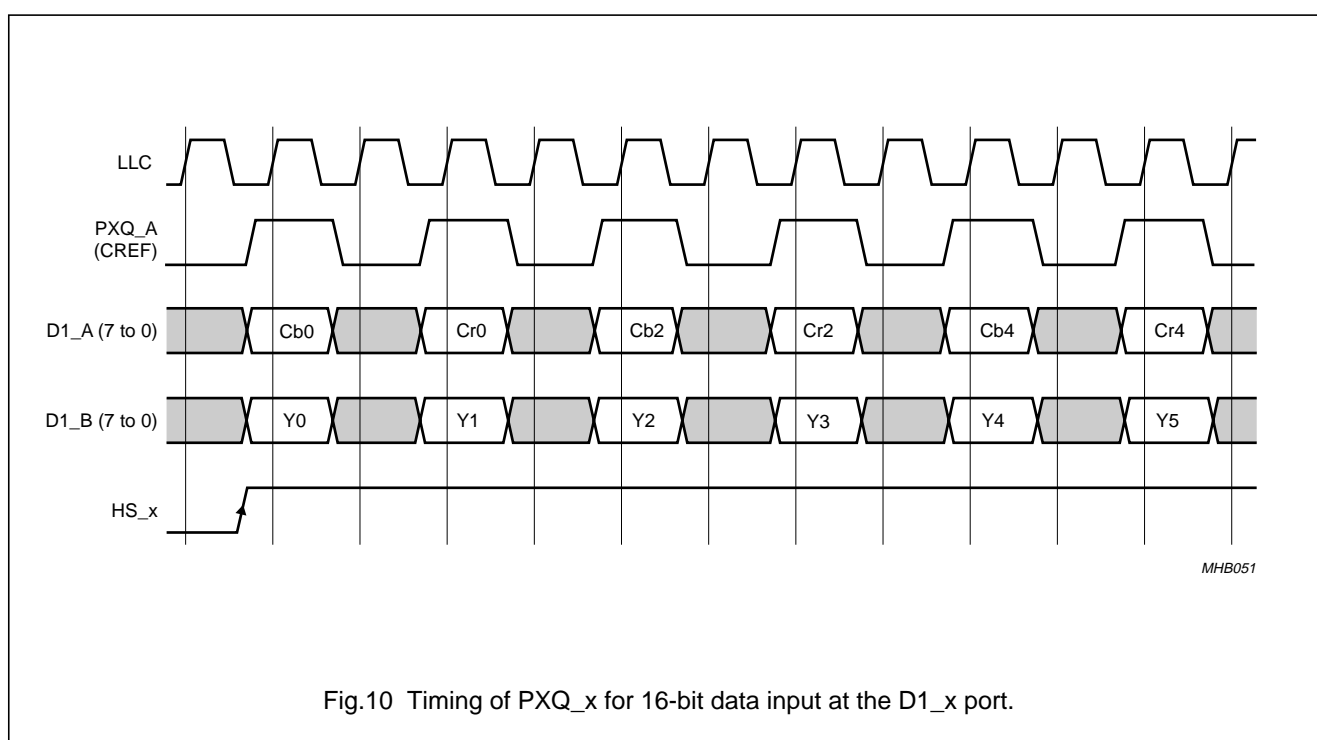 LLC
PXQ_A
(CREF)
D1_A (7 to 0)
Cb0 Cr0 Cb2 Cr2 Cb4 Cr4
D1_B (7 to 0)
Y0 Y1 Y2 Y3 Y4 Y5
HS_x
MHB051
Fig.10 Timing of PXQ_x for 16-bit data input at the D1_x port.